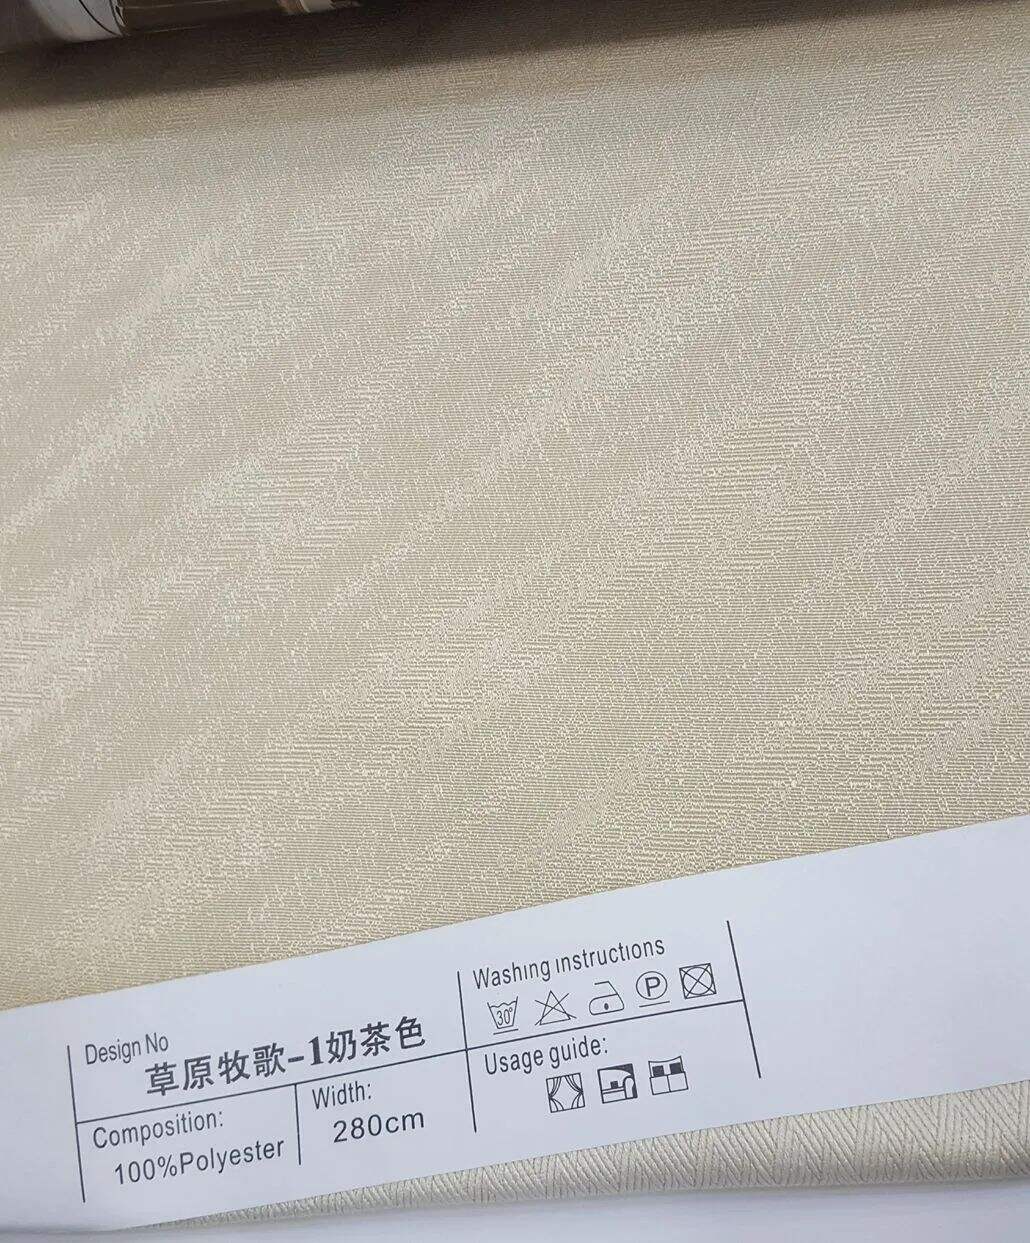 Design No
草原牧歌-1奶茶色
Composition:
100%Polyester
Width:
280cm
Washing instructions
30°
P
Usage guide: